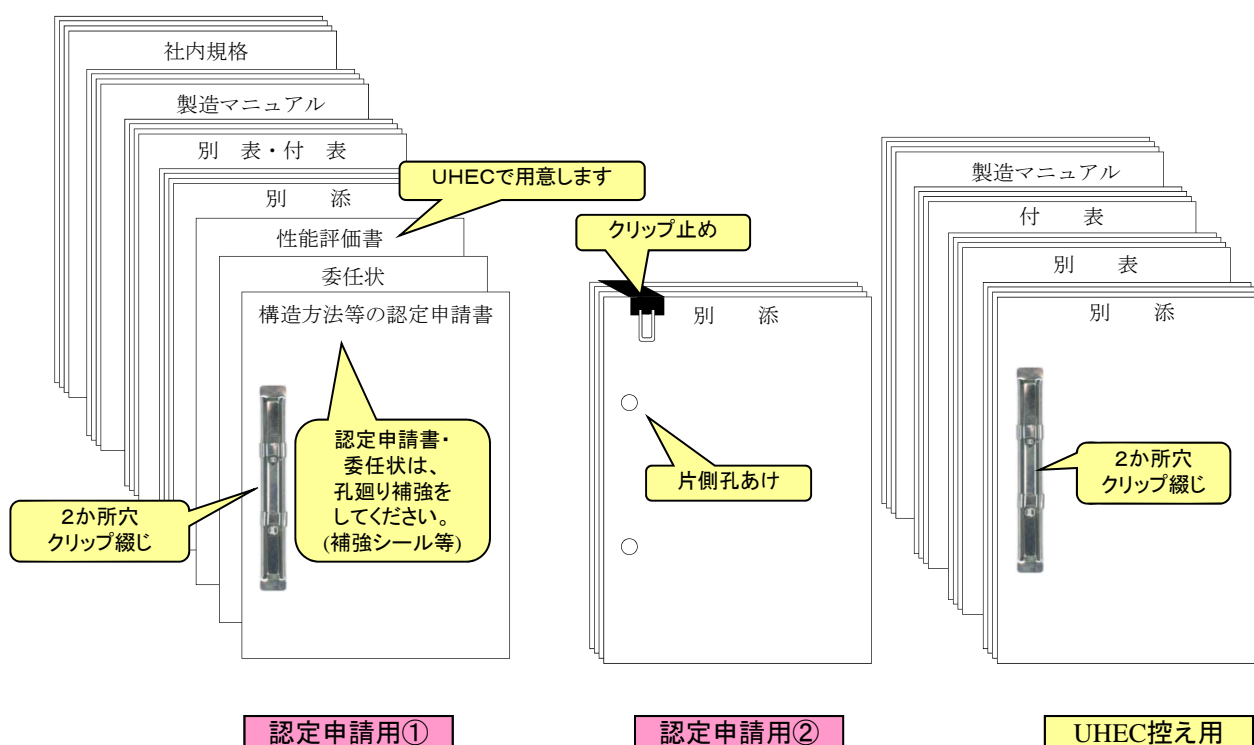 社内規格
製造マニュアル
別　表・付　表
別　　添
UHECで用意します
性能評価書
委任状
構造方法等の認定申請書
認定申請書・
委任状は、
孔廻り補強を
してください。
(補強シール等)
2か所穴
クリップ綴じ
認定申請用①
クリップ止め
別　　添
片側孔あけ
認定申請用②
製造マニュアル
付　　表
別　　表
別　　添
2か所穴
クリップ綴じ
UHEC控え用